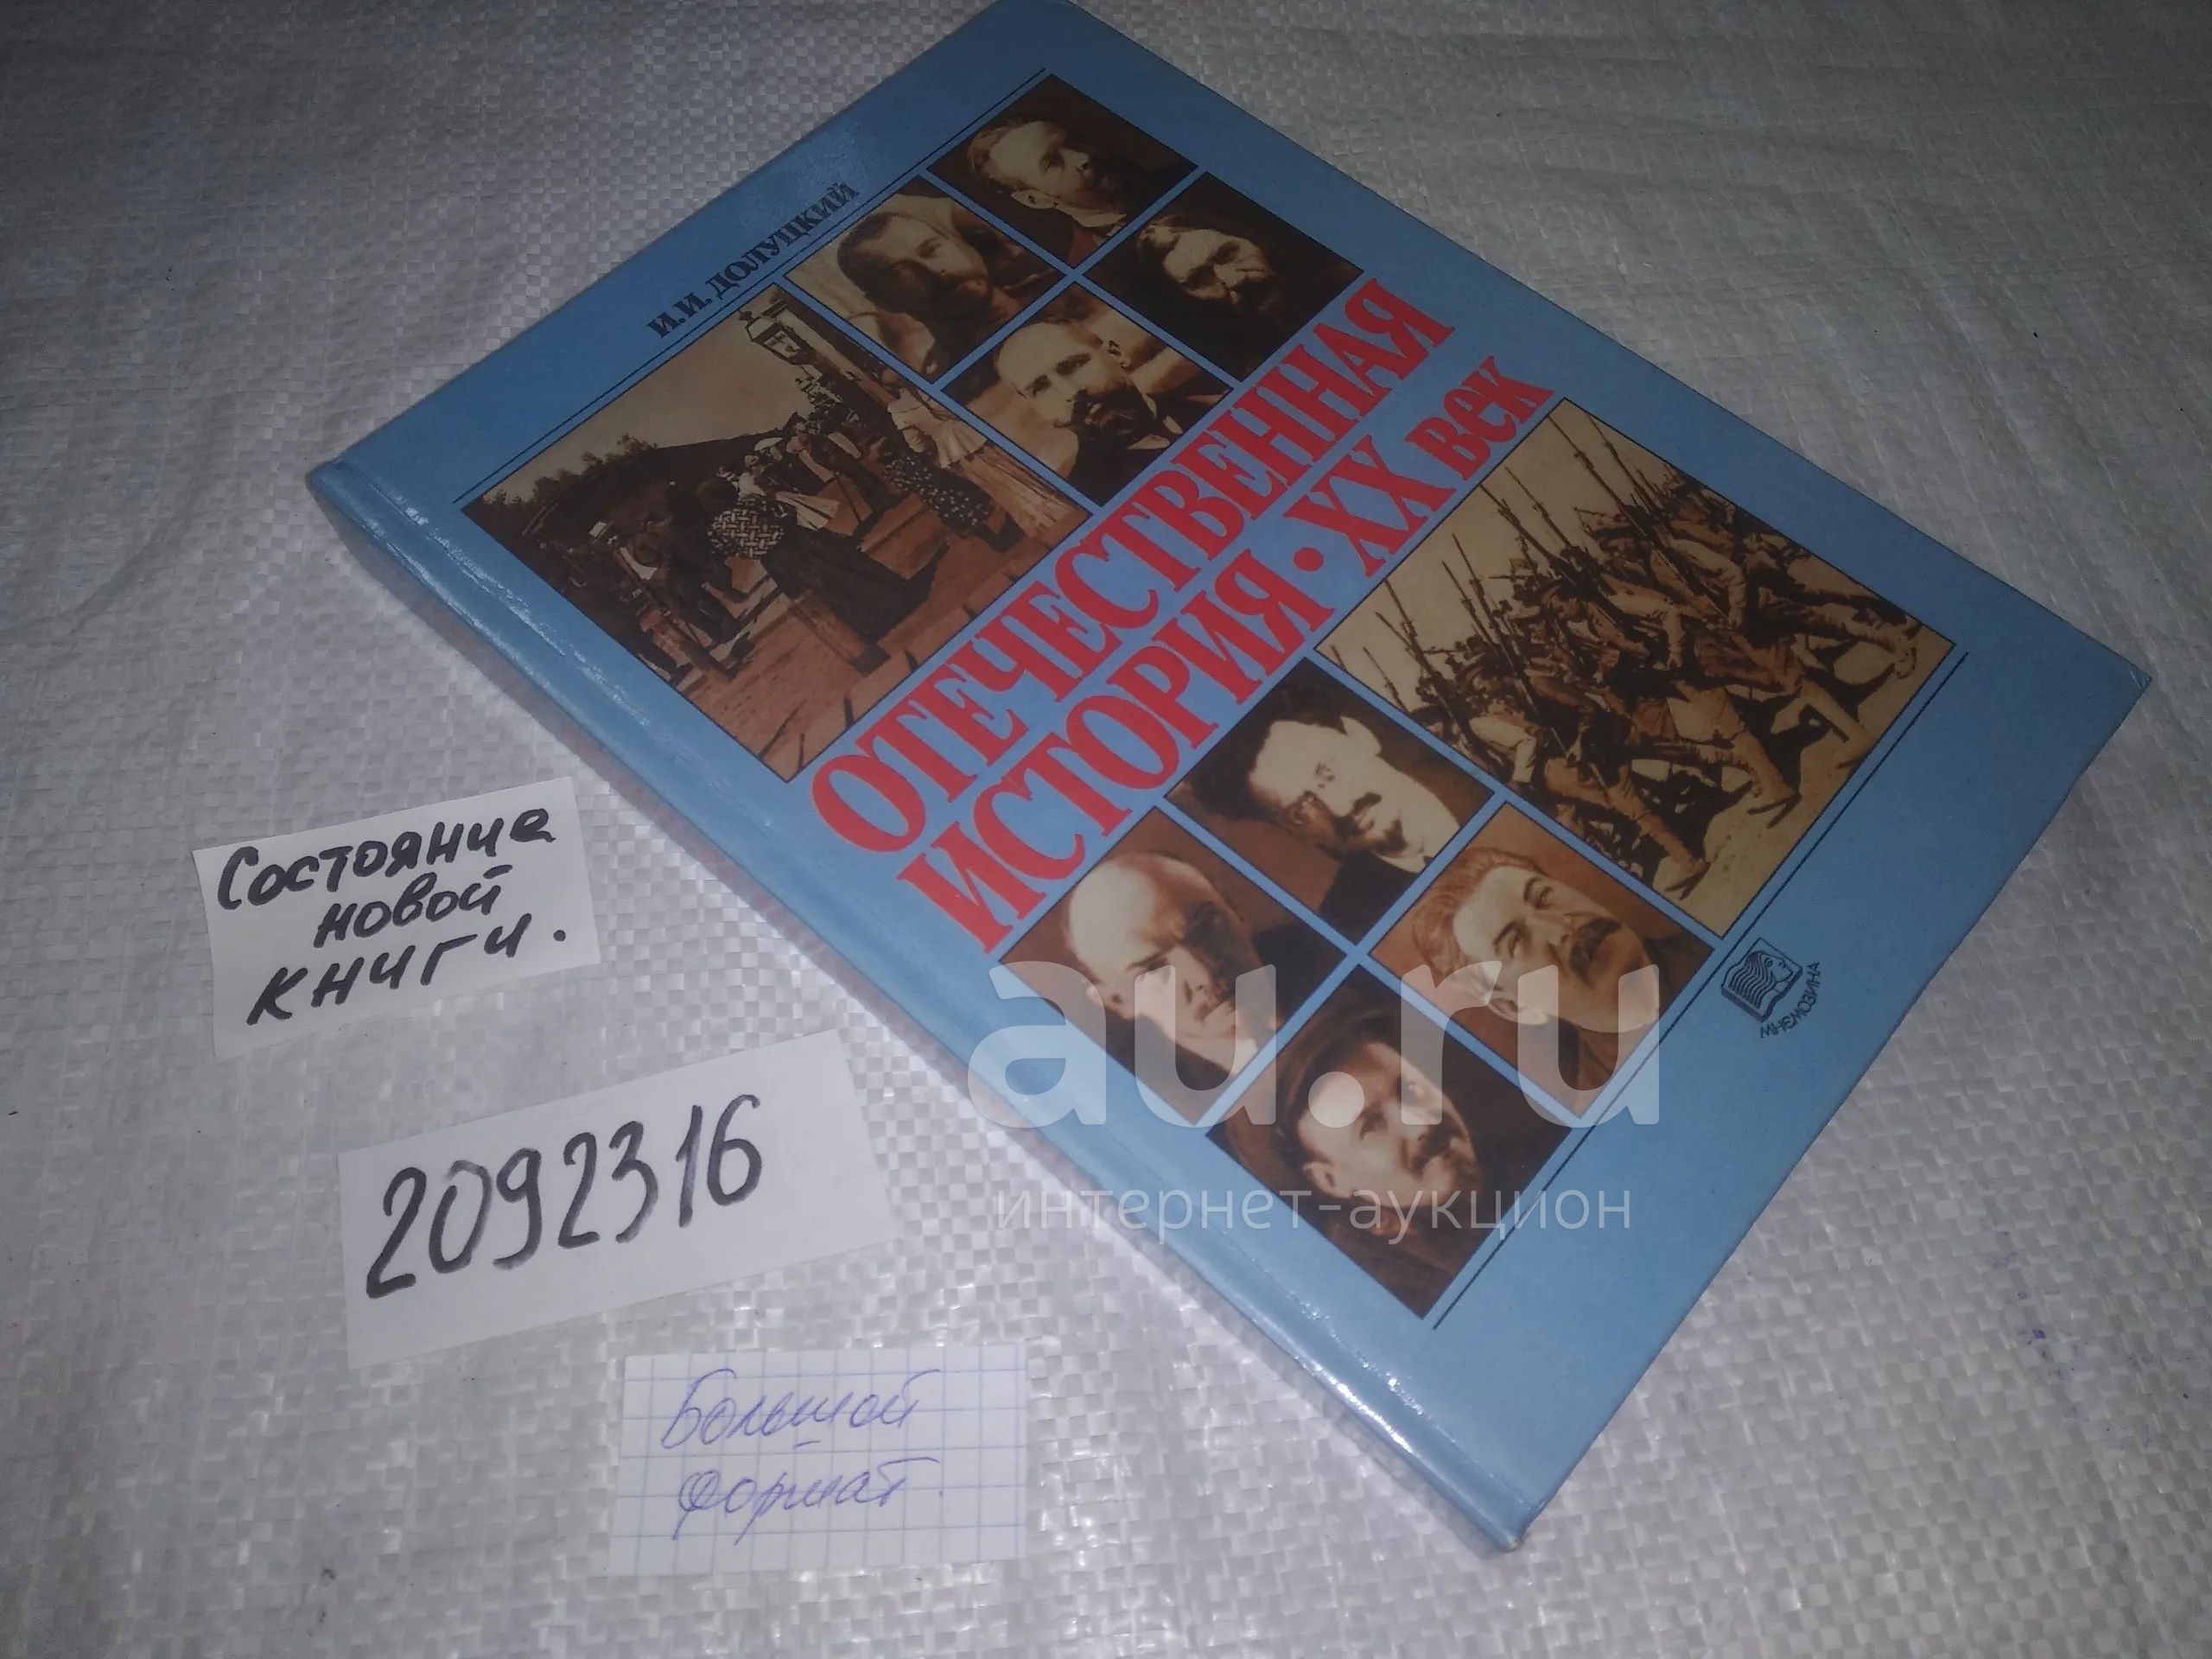 И.И. ДОЛУЦКИЙ
ОТЕЧЕСТВЕННАЯ
ИСТОРИЯ • XX век
МНЕМОЗИНА
Состояние
новой
книги.
2092316
Большой
формат.
au.ru
интернет-аукцион